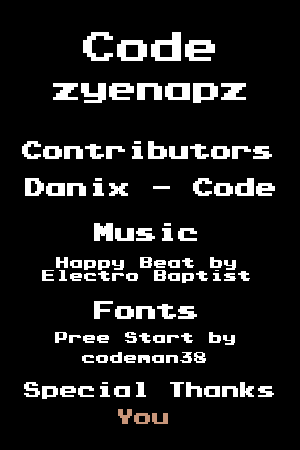 Code
zyenapz
Contributors
Danix - Code
Music
Happy Beat by
Electro Baptist
Fonts
Pree Start by
codeman38
Special Thanks
You